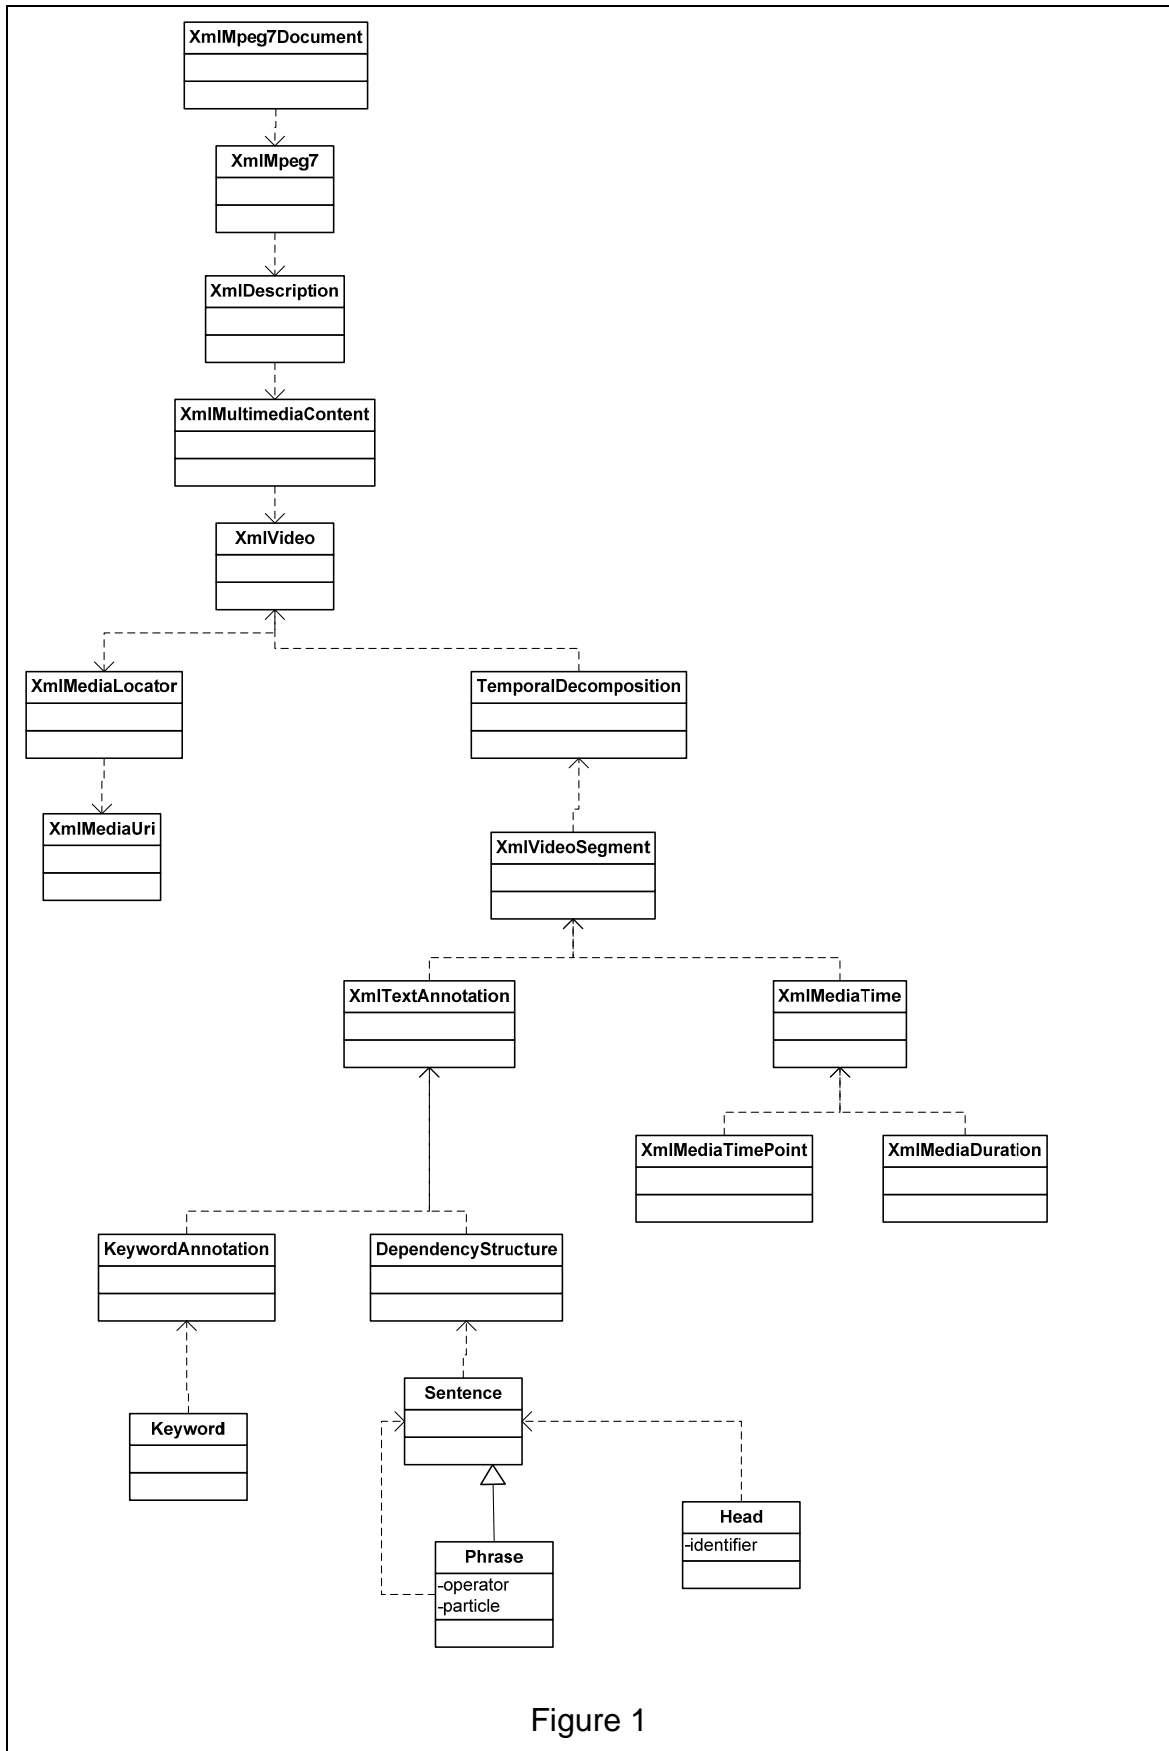 XmlMpeg7Document
XmlMpeg7
XmlDescription
XmlMultimediaContent
XmlVideo
XmlMediaLocator
TemporalDecomposition
XmlMediaUri
XmlVideoSegment
XmlTextAnnotation
XmlMediaTime
XmlMediaTimePoint
XmlMediaDuration
KeywordAnnotation
DependencyStructure
Sentence
Keyword
Head
-identifier
Phrase
-operator
-particle
Figure 1